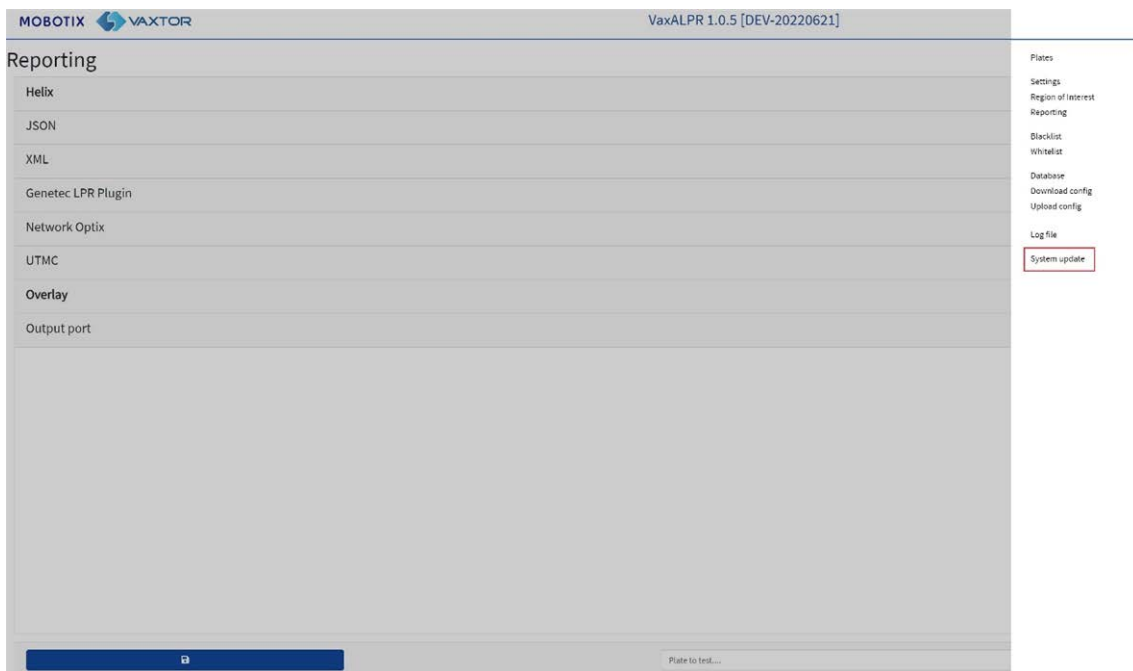 MOBOTIX VAXTOR
VaxALPR 1.0.5 [DEV-20220621]
Reporting
Helix
JSON
XML
Genetec LPR Plugin
Network Optix
UTMC
Overlay
Output port
Plate to test....
Plates
Settings
Region of Interest
Reporting
Blacklist
Whitelist
Database
Download config
Upload config
Log file
System update